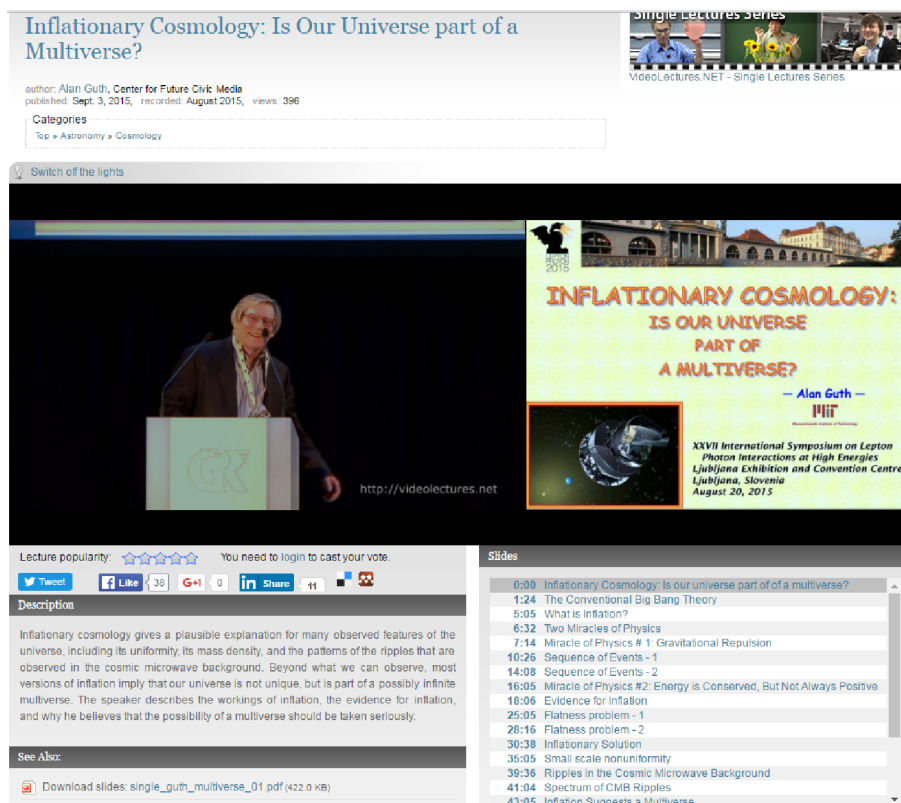 Inflationary Cosmology: Is Our Universe part of a
Multiverse?
author: Alan Guth, Center for Future Civic Media
published: Sept. 3, 2015, recorded: August 2015, views: 396
Categories
Top » Astronomy » Cosmology
Single Lectures Series
VideoLectures.NET - Single Lectures Series
Switch off the lights
http://videolectures.net
LEPTON
PHOTON
2015
INFLATIONARY COSMOLOGY:
IS OUR UNIVERSE
PART OF
A MULTIVERSE?
— Alan Guth —
MIT
Massachusetts Institute of Technology
XXVII International Symposium on Lepton
Photon Interactions at High Energies
Ljubljana Exhibition and Convention Centre
Ljubljana, Slovenia
August 20, 2015
Lecture popularity: You need to login to cast your vote.
Tweet Like 38 G+1 0 in Share 11
Description
Inflationary cosmology gives a plausible explanation for many observed features of the
universe, including its uniformity, its mass density, and the patterns of the ripples that are
observed in the cosmic microwave background. Beyond what we can observe, most
versions of inflation imply that our universe is not unique, but is part of a possibly infinite
multiverse. The speaker describes the workings of inflation, the evidence for inflation,
and why he believes that the possibility of a multiverse should be taken seriously.
See Also:
Download slides: single_guth_multiverse_01.pdf (422.0 KB)
Slides
0:00 Inflationary Cosmology: Is our universe part of of a multiverse?
1:24 The Conventional Big Bang Theory
5:05 What is Inflation?
6:32 Two Miracles of Physics
7:14 Miracle of Physics # 1: Gravitational Repulsion
10:26 Sequence of Events - 1
14:08 Sequence of Events - 2
16:05 Miracle of Physics #2: Energy is Conserved, But Not Always Positive
18:06 Evidence for Inflation
25:05 Flatness problem - 1
28:16 Flatness problem - 2
30:38 Inflationary Solution
35:05 Small scale nonuniformity
39:36 Ripples in the Cosmic Microwave Background
41:04 Spectrum of CMB Ripples
43:05 Inflation Suggests a Multiverse